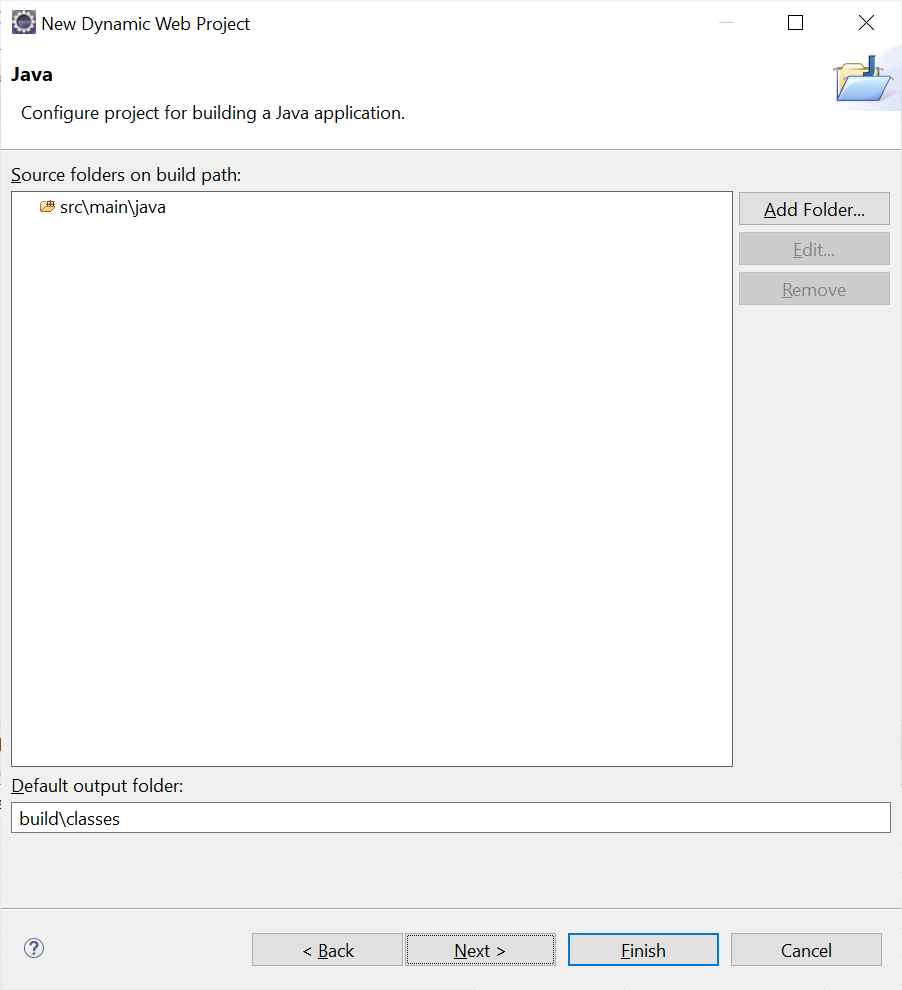 New Dynamic Web Project
Java
Configure project for building a Java application.
Source folders on build path:
src\main\java
Add Folder...
Edit...
Remove
Default output folder:
build\classes
?
< Back
Next >
Finish
Cancel